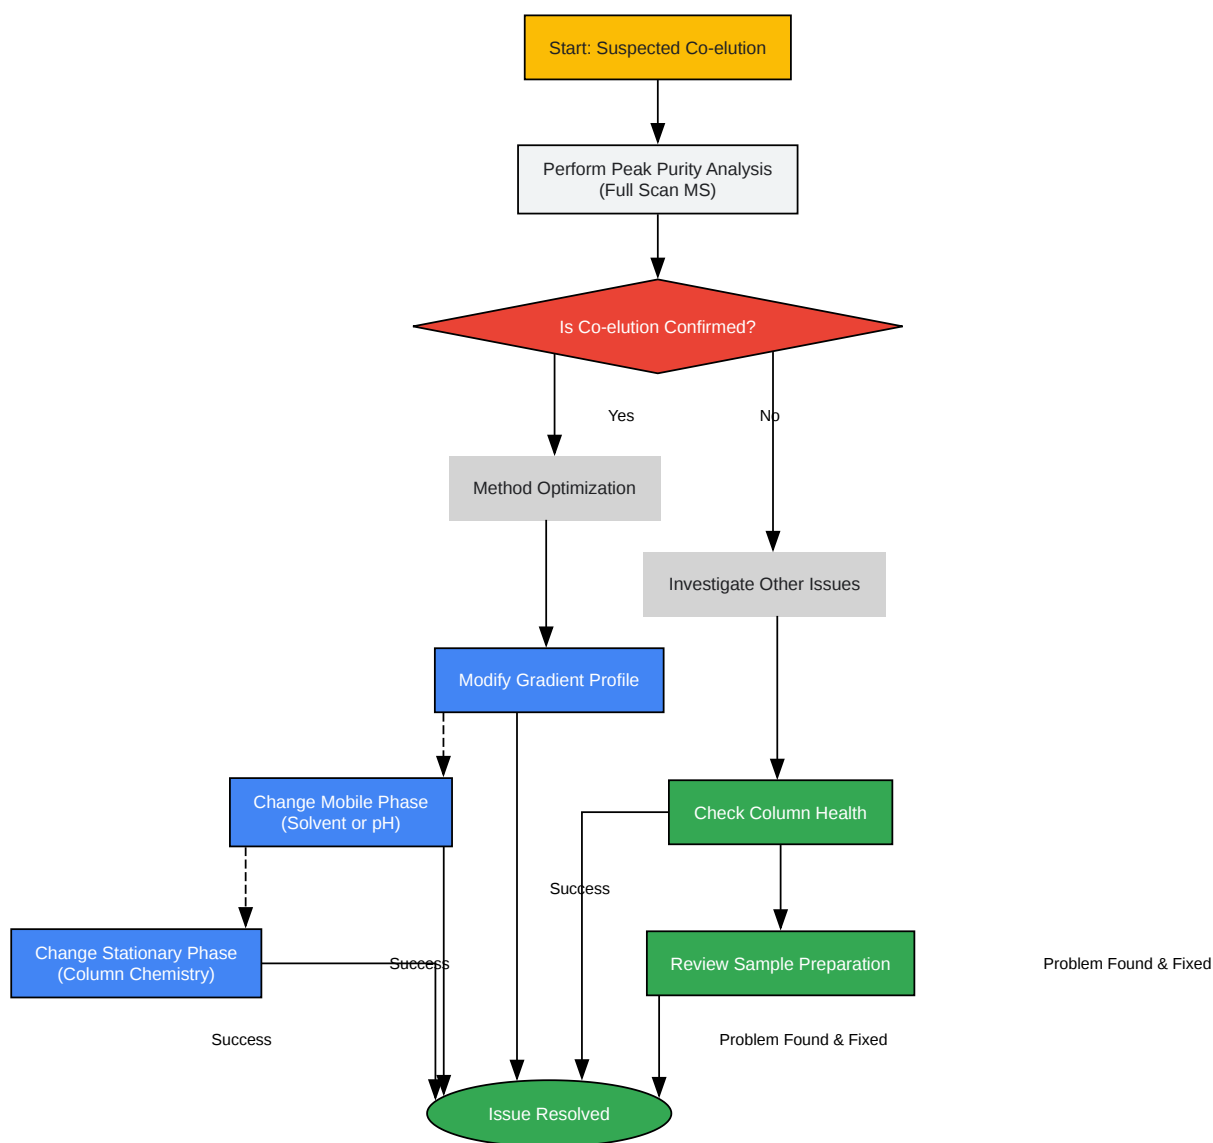 Start: Suspected Co-elution
Perform Peak Purity Analysis
(Full Scan MS)
Is Co-elution Confirmed?
Yes
No
Method Optimization
Investigate Other Issues
Modify Gradient Profile
Change Mobile Phase
(Solvent or pH)
Check Column Health
Success
Change Stationary Phase
(Column Chemistry)
Success
Review Sample Preparation
Problem Found & Fixed
Success
Problem Found & Fixed
Issue Resolved